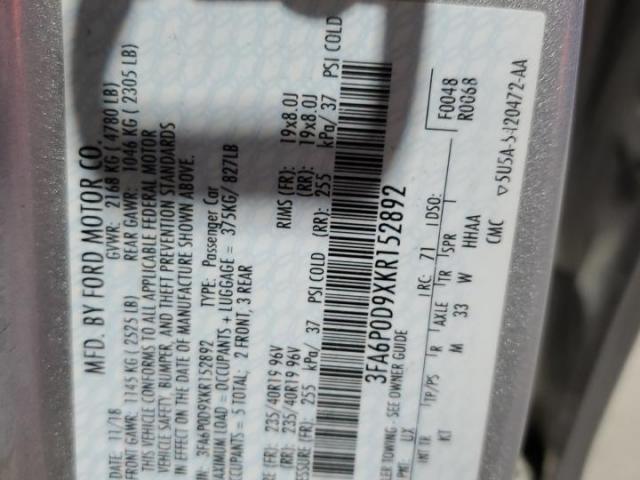 MFD. BY FORD MOTOR CO.
DATE: 11/18 GVWR: 2168 KG ( 4780 LB)
FRONT GAWR: 1145 KG ( 2525 LB) REAR GAWR: 1046 KG ( 2305 LB)
THIS VEHICLE CONFORMS TO ALL APPLICABLE FEDERAL MOTOR
VEHICLE SAFETY, BUMPER, AND THEFT PREVENTION STANDARDS
IN EFFECT ON THE DATE OF MANUFACTURE SHOWN ABOVE.
VIN: 3FA6P0D9XKR152892 TYPE: Passenger Car
MAXIMUM LOAD = OCCUPANTS + LUGGAGE = 375KG/ 827LB
CCUPANTS = 5 TOTAL: 2 FRONT, 3 REAR
(FR): 235/40R19 96V RIMS (FR): 19x8.0J
(RR): 235/40R19 96V (RR): 19x8.0J
(FR): 255 kPa/ 37 PSI COLD (RR): 255 kPa/ 37 PSI COLD
3FA6P0D9XKR152892
TOWING - SEE OWNER GUIDE
PNT: UX RC: 71 DSO: F0048
R0068
INT TR TP/PS R AXLE TR SPR
KT M 33 W HHAA
CMC ▽5U5A-5420472-AA